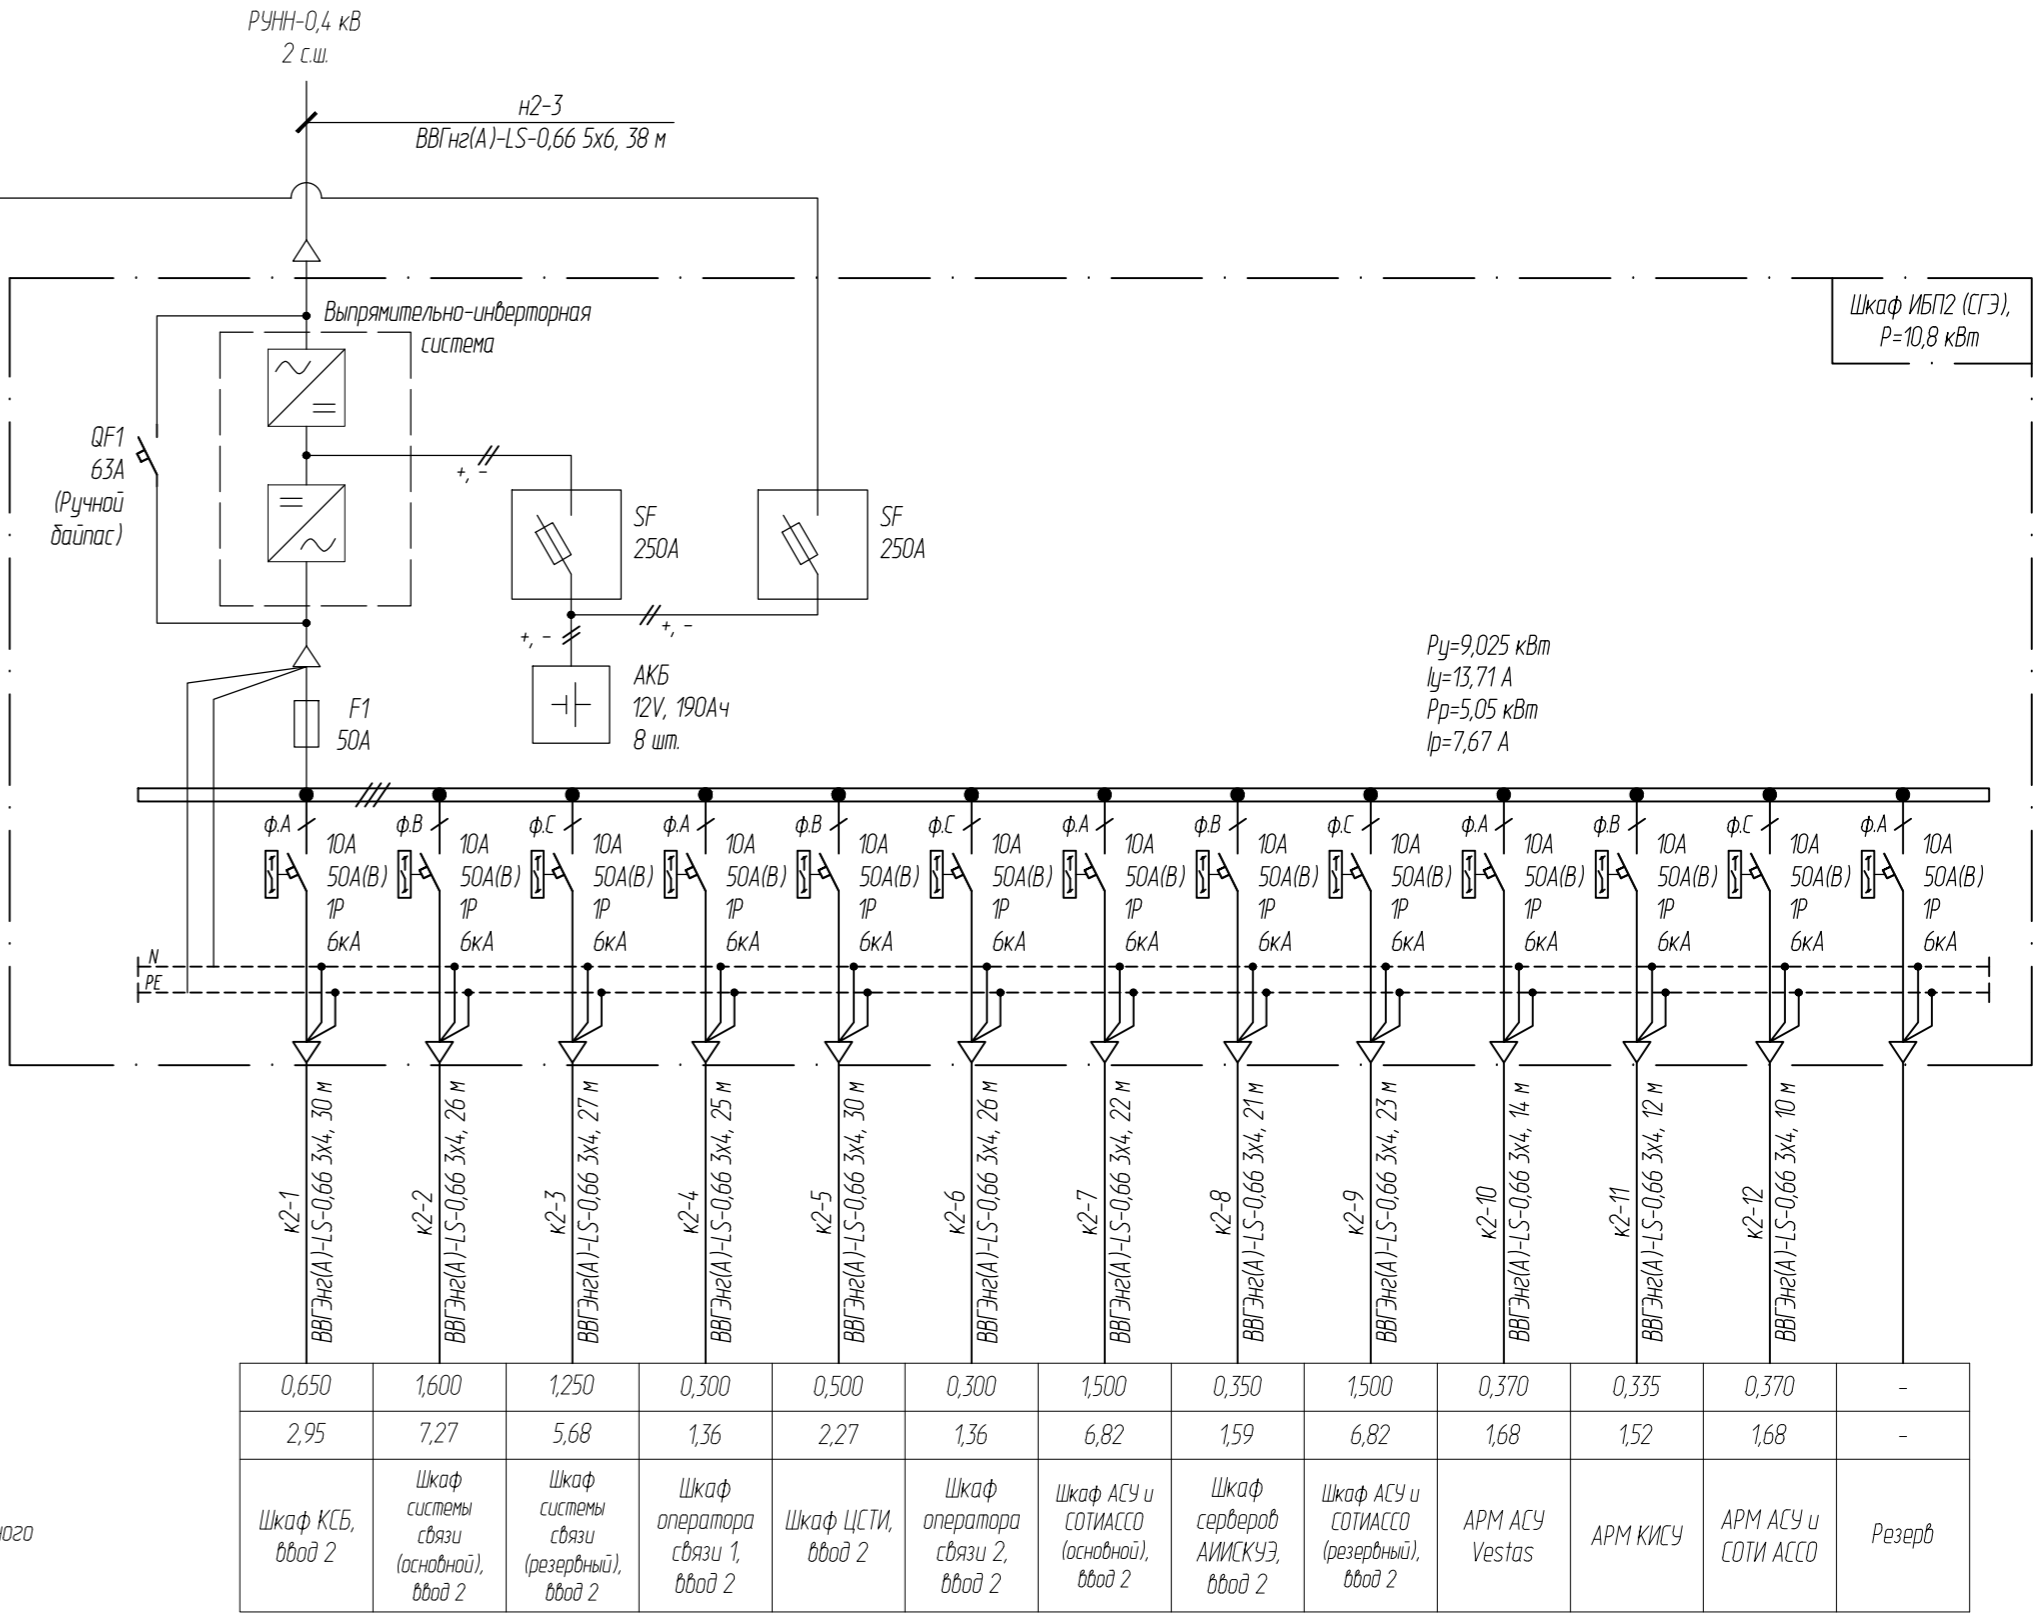 РУНН-0,4 кВ
2 с.ш.
н2-3
ВВГнг(А)-LS-0,66 5х6, 38 м
Выпрямительно-инверторная
система
Шкаф ИБП2 (СГЭ),
Р=10,8 кВт
QF1
63А
(Ручной
байпас)
+, -
SF
250А
SF
250А
+, -
+, -
АКБ
12V, 190Ач
8 шт.
F1
50А
Ру=9,025 кВт
Iу=13,71 А
Рр=5,05 кВт
Iр=7,67 А
ф.А ф.В ф.С ф.А ф.В ф.С ф.А ф.В ф.С ф.А ф.В ф.С ф.А
10А 10А 10А 10А 10А 10А 10А 10А 10А 10А 10А 10А 10А
50А(В) 50А(В) 50А(В) 50А(В) 50А(В) 50А(В) 50А(В) 50А(В) 50А(В) 50А(В) 50А(В) 50А(В) 50А(В)
1Р 1Р 1Р 1Р 1Р 1Р 1Р 1Р 1Р 1Р 1Р 1Р 1Р
6кА 6кА 6кА 6кА 6кА 6кА 6кА 6кА 6кА 6кА 6кА 6кА 6кА
N
PE
к2-1
ВВГЭнг(А)-LS-0,66 3х4, 30 м
к2-2
ВВГЭнг(А)-LS-0,66 3х4, 26 м
к2-3
ВВГЭнг(А)-LS-0,66 3х4, 27 м
к2-4
ВВГЭнг(А)-LS-0,66 3х4, 25 м
к2-5
ВВГЭнг(А)-LS-0,66 3х4, 30 м
к2-6
ВВГЭнг(А)-LS-0,66 3х4, 26 м
к2-7
ВВГЭнг(А)-LS-0,66 3х4, 22 м
к2-8
ВВГЭнг(А)-LS-0,66 3х4, 21 м
к2-9
ВВГЭнг(А)-LS-0,66 3х4, 23 м
к2-10
ВВГЭнг(А)-LS-0,66 3х4, 14 м
к2-11
ВВГЭнг(А)-LS-0,66 3х4, 12 м
к2-12
ВВГЭнг(А)-LS-0,66 3х4, 10 м
0,650 1,600 1,250 0,300 0,500 0,300 1,500 0,350 1,500 0,370 0,335 0,370 -
2,95 7,27 5,68 1,36 2,27 1,36 6,82 1,59 6,82 1,68 1,52 1,68 -
ного
Шкаф КСБ,
ввод 2
Шкаф
системы
связи
(основной),
ввод 2
Шкаф
системы
связи
(резервный),
ввод 2
Шкаф
оператора
связи 1,
ввод 2
Шкаф ЦСТИ,
ввод 2
Шкаф
оператора
связи 2,
ввод 2
Шкаф АСУ и
СОТИАССО
(основной),
ввод 2
Шкаф
серверов
АИИСКУЭ,
ввод 2
Шкаф АСУ и
СОТИАССО
(резервный),
ввод 2
АРМ АСУ
Vestas
АРМ КИСУ
АРМ АСУ и
СОТИ АССО
Резерв